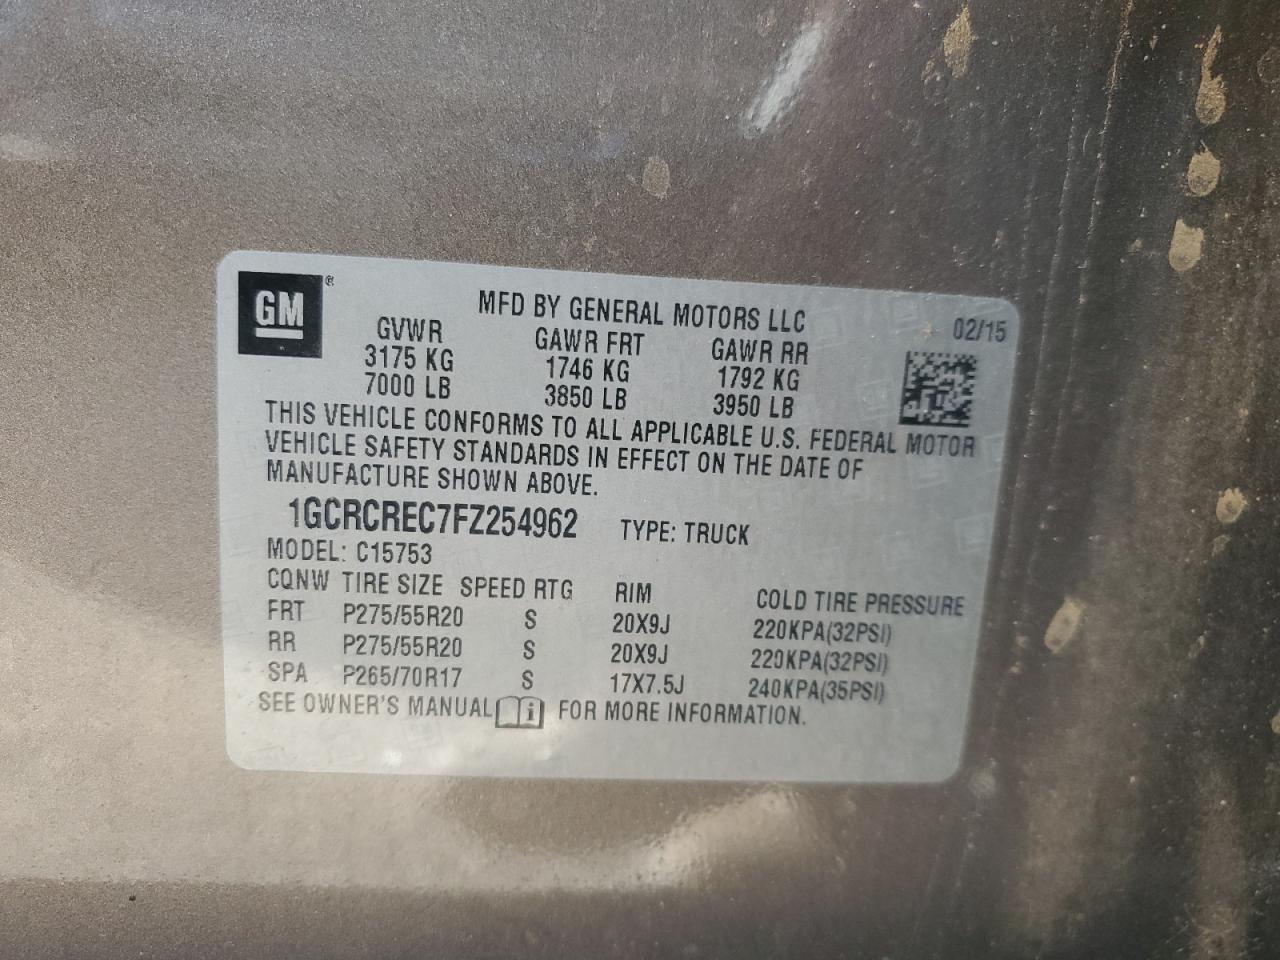 GM ®
MFD BY GENERAL MOTORS LLC
02/15
GVWR GAWR FRT GAWR RR
3175 KG 1746 KG 1792 KG
7000 LB 3850 LB 3950 LB
THIS VEHICLE CONFORMS TO ALL APPLICABLE U.S. FEDERAL MOTOR
VEHICLE SAFETY STANDARDS IN EFFECT ON THE DATE OF
MANUFACTURE SHOWN ABOVE.
1GCRCREC7FZ254962 TYPE: TRUCK
MODEL: C15753
CQNW TIRE SIZE SPEED RTG RIM COLD TIRE PRESSURE
FRT P275/55R20 S 20X9J 220KPA(32PSI)
RR P275/55R20 S 20X9J 220KPA(32PSI)
SPA P265/70R17 S 17X7.5J 240KPA(35PSI)
SEE OWNER'S MANUAL i FOR MORE INFORMATION.